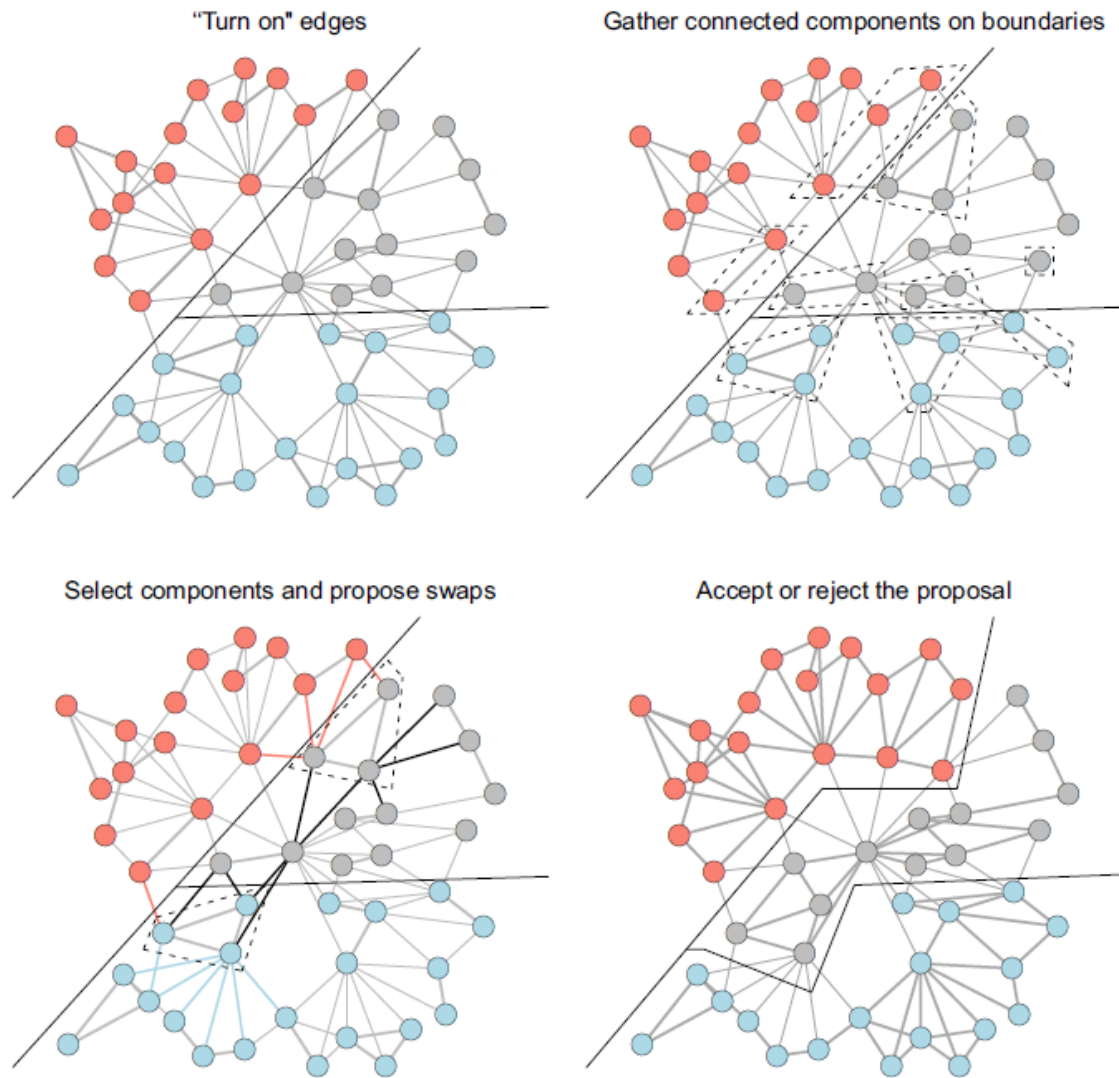 “Turn on" edges
Gather connected components on boundaries
Select components and propose swaps
Accept or reject the proposal